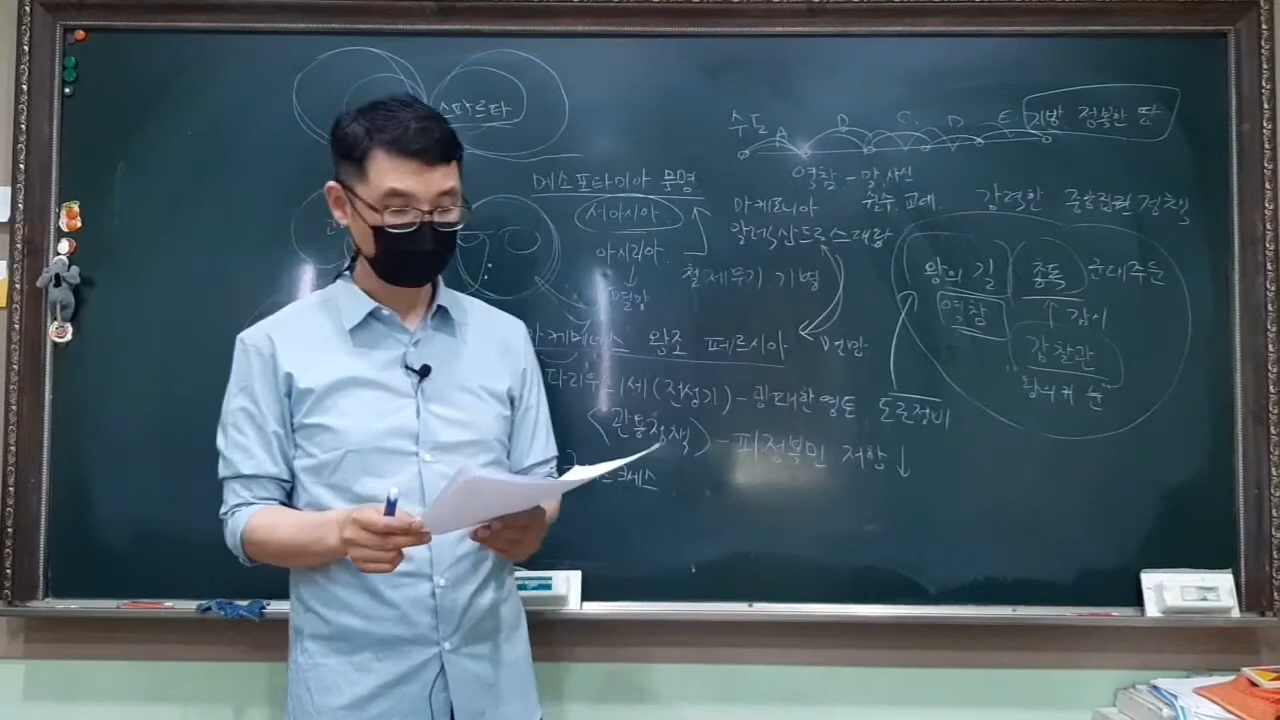 스파르타
수도 A B C D E 지방 정복한 땅
역참 - 말, 사신
메소포타미아 문명
서아시아
아시리아
멸망
마케도니아
알렉산드로스대왕
철제무기 기병
강력한 중앙집권정책
왕의 길 총독 군대주둔
역참 감시
감찰관
왕의 귀 눈
아케메네스 왕조 페르시아 멸망
다리우스 1세 (전성기) - 광대한 영토 도로정비
(관용정책) - 피정복민 저항↓